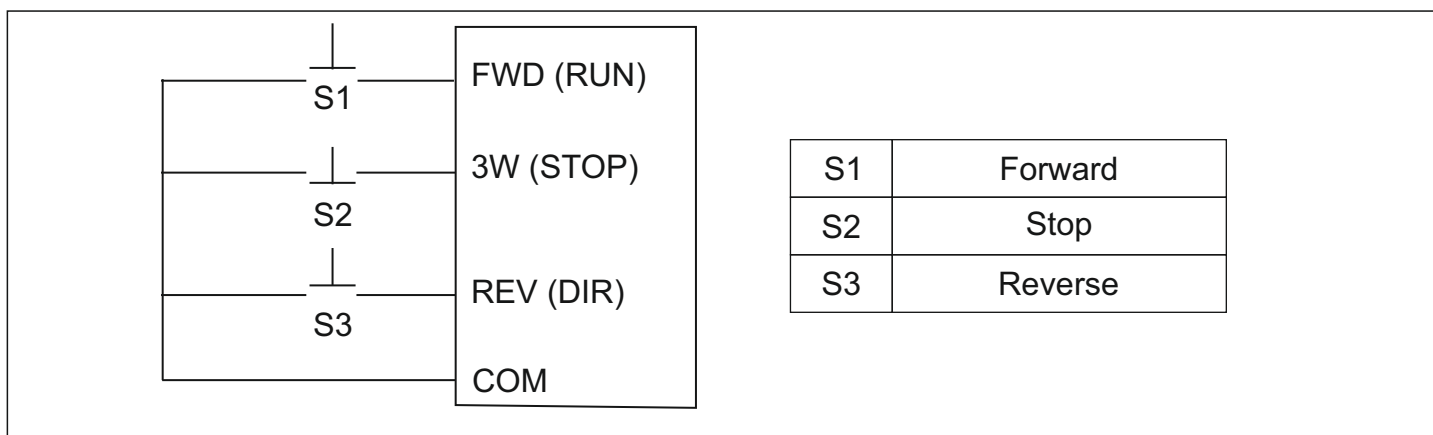 FWD (RUN)
S1
3W (STOP)
S2
REV (DIR)
S3
COM
S1 Forward
S2 Stop
S3 Reverse